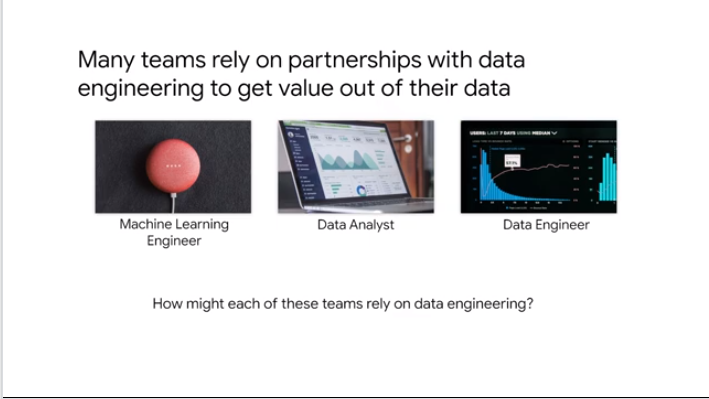 Many teams rely on partnerships with data
engineering to get value out of their data
USERS: LAST 7 DAYS USING MEDIAN
Machine Learning
Engineer
Data Analyst
Data Engineer
How might each of these teams rely on data engineering?